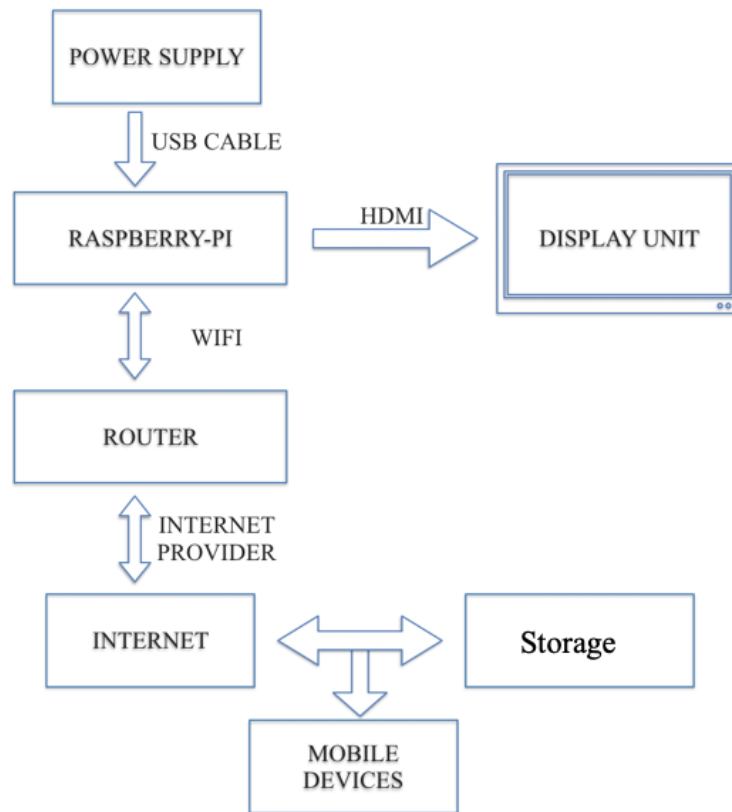 POWER SUPPLY
USB CABLE
RASPBERRY-PI
HDMI
DISPLAY UNIT
WIFI
ROUTER
INTERNET
PROVIDER
INTERNET
Storage
MOBILE
DEVICES